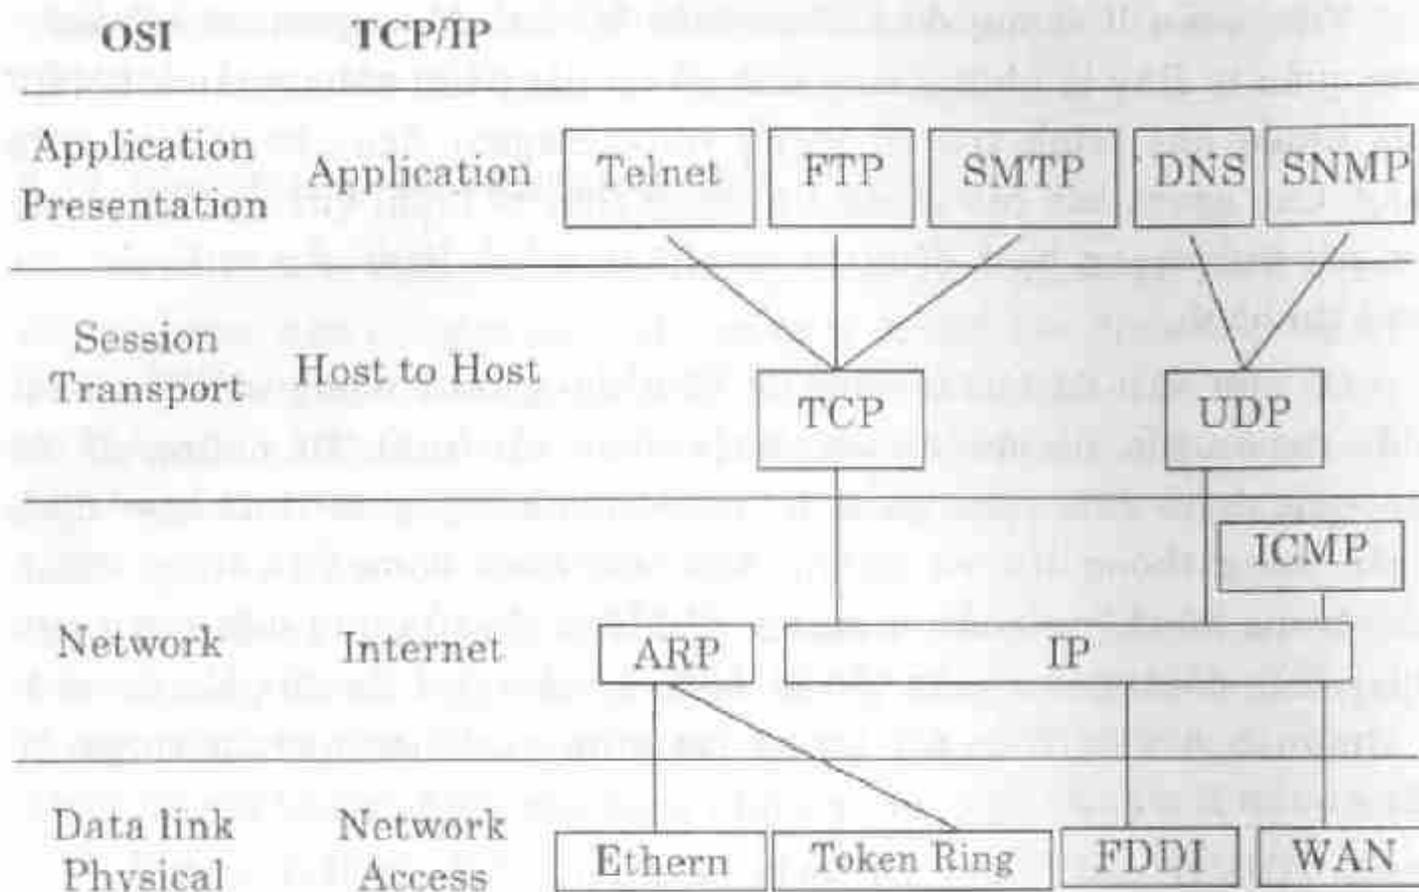 OSI TCP/IP
Application
Presentation
Application
Telnet FTP SMTP DNS SNMP
Session
Transport
Host to Host
TCP UDP
ICMP
Network Internet ARP IP
Data link
Physical
Network
Access
Ethern Token Ring FDDI WAN